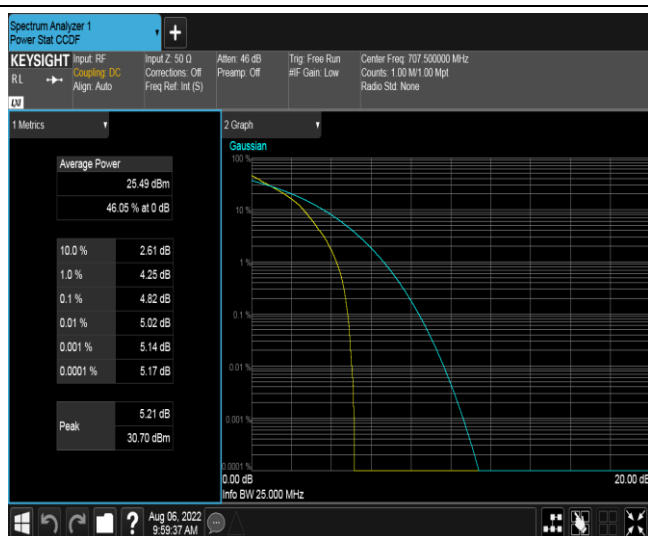 Spectrum Analyzer 1
Power Stat CCDF
+
KEYSIGHT
RL
LXI
Input: RF
Coupling: DC
Align: Auto
Input Z: 50 Ω
Corrections: Off
Freq Ref: Int (S)
Atten: 46 dB
Preamp: Off
Trig: Free Run
#IF Gain: Low
Center Freq: 707.500000 MHz
Counts: 1.00 M/1.00 Mpt
Radio Std: None
1 Metrics
Average Power
25.49 dBm
46.05 % at 0 dB
10.0 % 2.61 dB
1.0 % 4.25 dB
0.1 % 4.82 dB
0.01 % 5.02 dB
0.001 % 5.14 dB
0.0001 % 5.17 dB
Peak
5.21 dB
30.70 dBm
2 Graph
Gaussian
100 %
10 %
1 %
0.1 %
0.01 %
0.001 %
0.0001 %
0.00 dB
20.00 dB
Info BW 25.000 MHz
?
Aug 06, 2022
9:59:37 AM